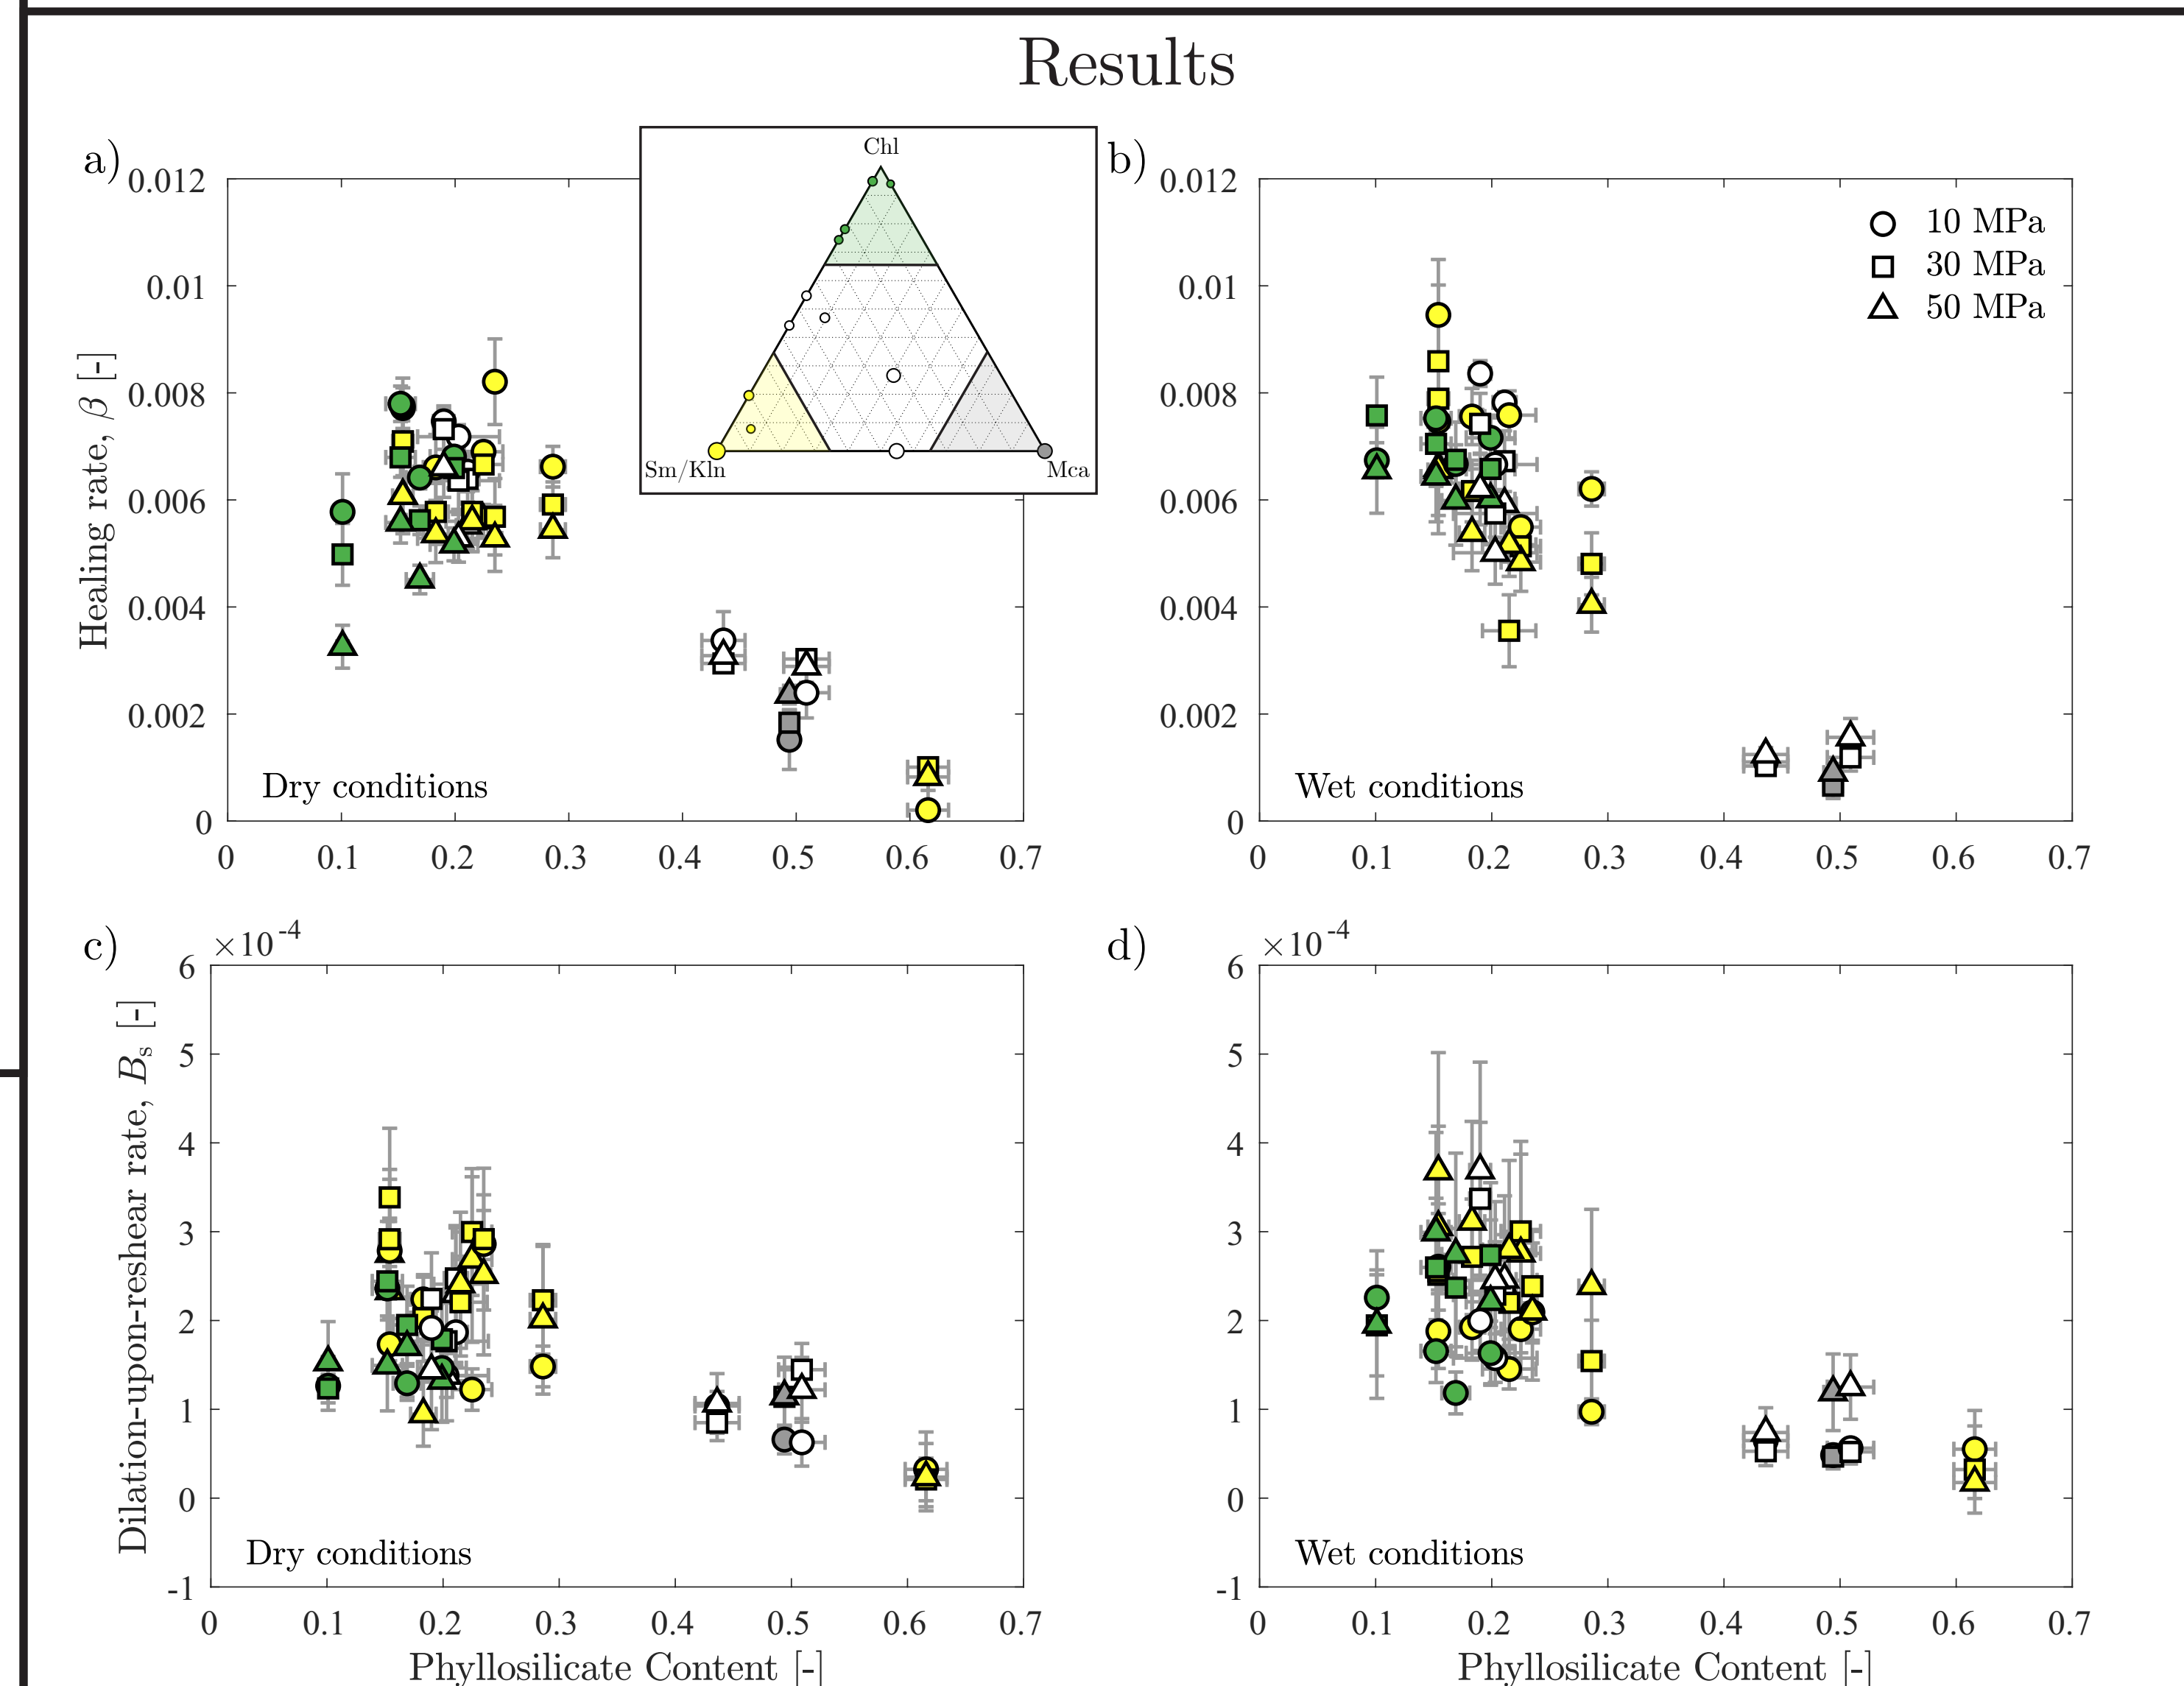 Results
a)
b)
Chl
Sm/Kln
Mca
10 MPa
30 MPa
50 MPa
Healing rate, β [-]
0.012
0.01
0.008
0.006
0.004
0.002
0
0 0.1 0.2 0.3 0.4 0.5 0.6 0.7
Dry conditions
0.012
0.01
0.008
0.006
0.004
0.002
0
0 0.1 0.2 0.3 0.4 0.5 0.6 0.7
Wet conditions
c)
×10⁻⁴
Dilation-upon-reshear rate, Bₛ [-]
6
5
4
3
2
1
0
-1
Dry conditions
0 0.1 0.2 0.3 0.4 0.5 0.6 0.7
Phyllosilicate Content [-]
d)
×10⁻⁴
6
5
4
3
2
1
0
-1
Wet conditions
0 0.1 0.2 0.3 0.4 0.5 0.6 0.7
Phyllosilicate Content [-]